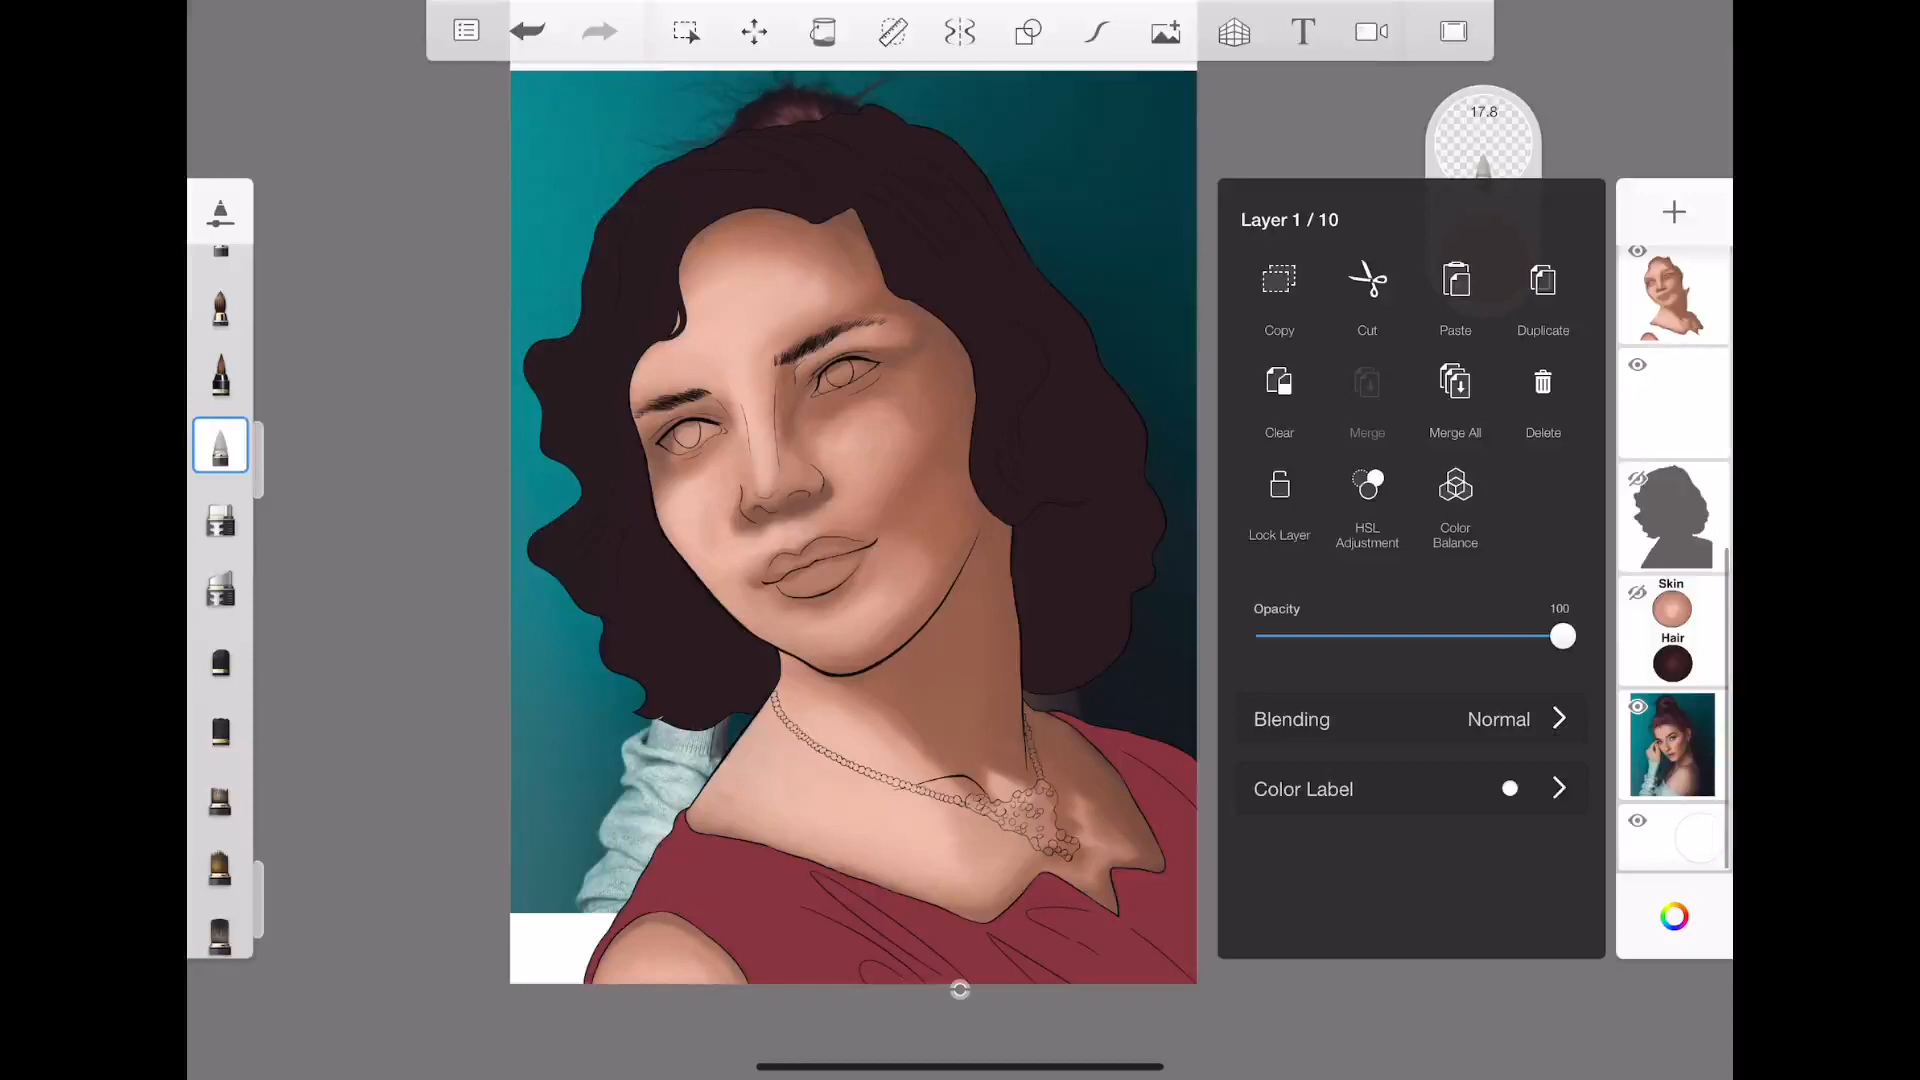 T
17.8
Layer 1 / 10
Copy
Cut
Paste
Duplicate
Clear
Merge
Merge All
Delete
Lock Layer
HSL
Adjustment
Color
Balance
Opacity
100
Blending
Normal
Color Label
Skin
Hair